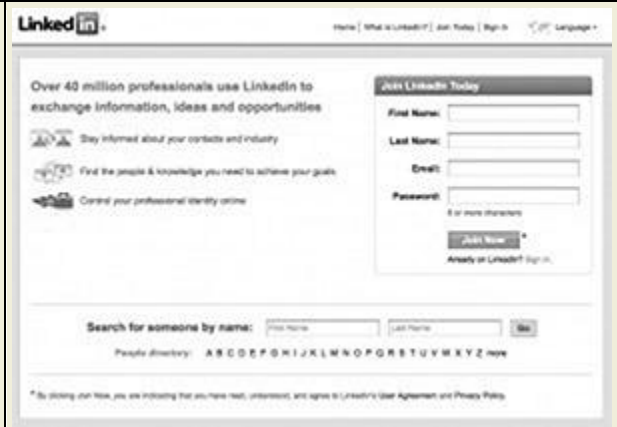 Linked in
Home | What is LinkedIn? | Join Today | Sign In
Language
Over 40 million professionals use LinkedIn to
exchange information, ideas and opportunities
Stay informed about your contacts and industry
Find the people & knowledge you need to achieve your goals
Control your professional identity online
Join LinkedIn Today
First Name:
Last Name:
Email:
Password:
6 or more characters
Join Now *
Already on LinkedIn? Sign in.
Search for someone by name: First Name Last Name Go
People directory: A B C D E F G H I J K L M N O P Q R S T U V W X Y Z more
* By clicking Join Now, you are indicating that you have read, understood, and agree to LinkedIn's User Agreement and Privacy Policy.